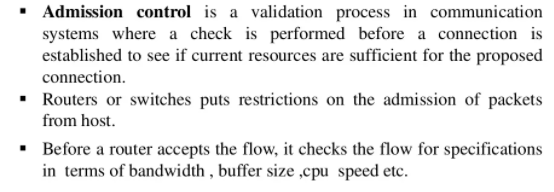 ▪ Admission control is a validation process in communication
systems where a check is performed before a connection is
established to see if current resources are sufficient for the proposed
connection.
▪ Routers or switches puts restrictions on the admission of packets
from host.
▪ Before a router accepts the flow, it checks the flow for specifications
in terms of bandwidth , buffer size ,cpu speed etc.